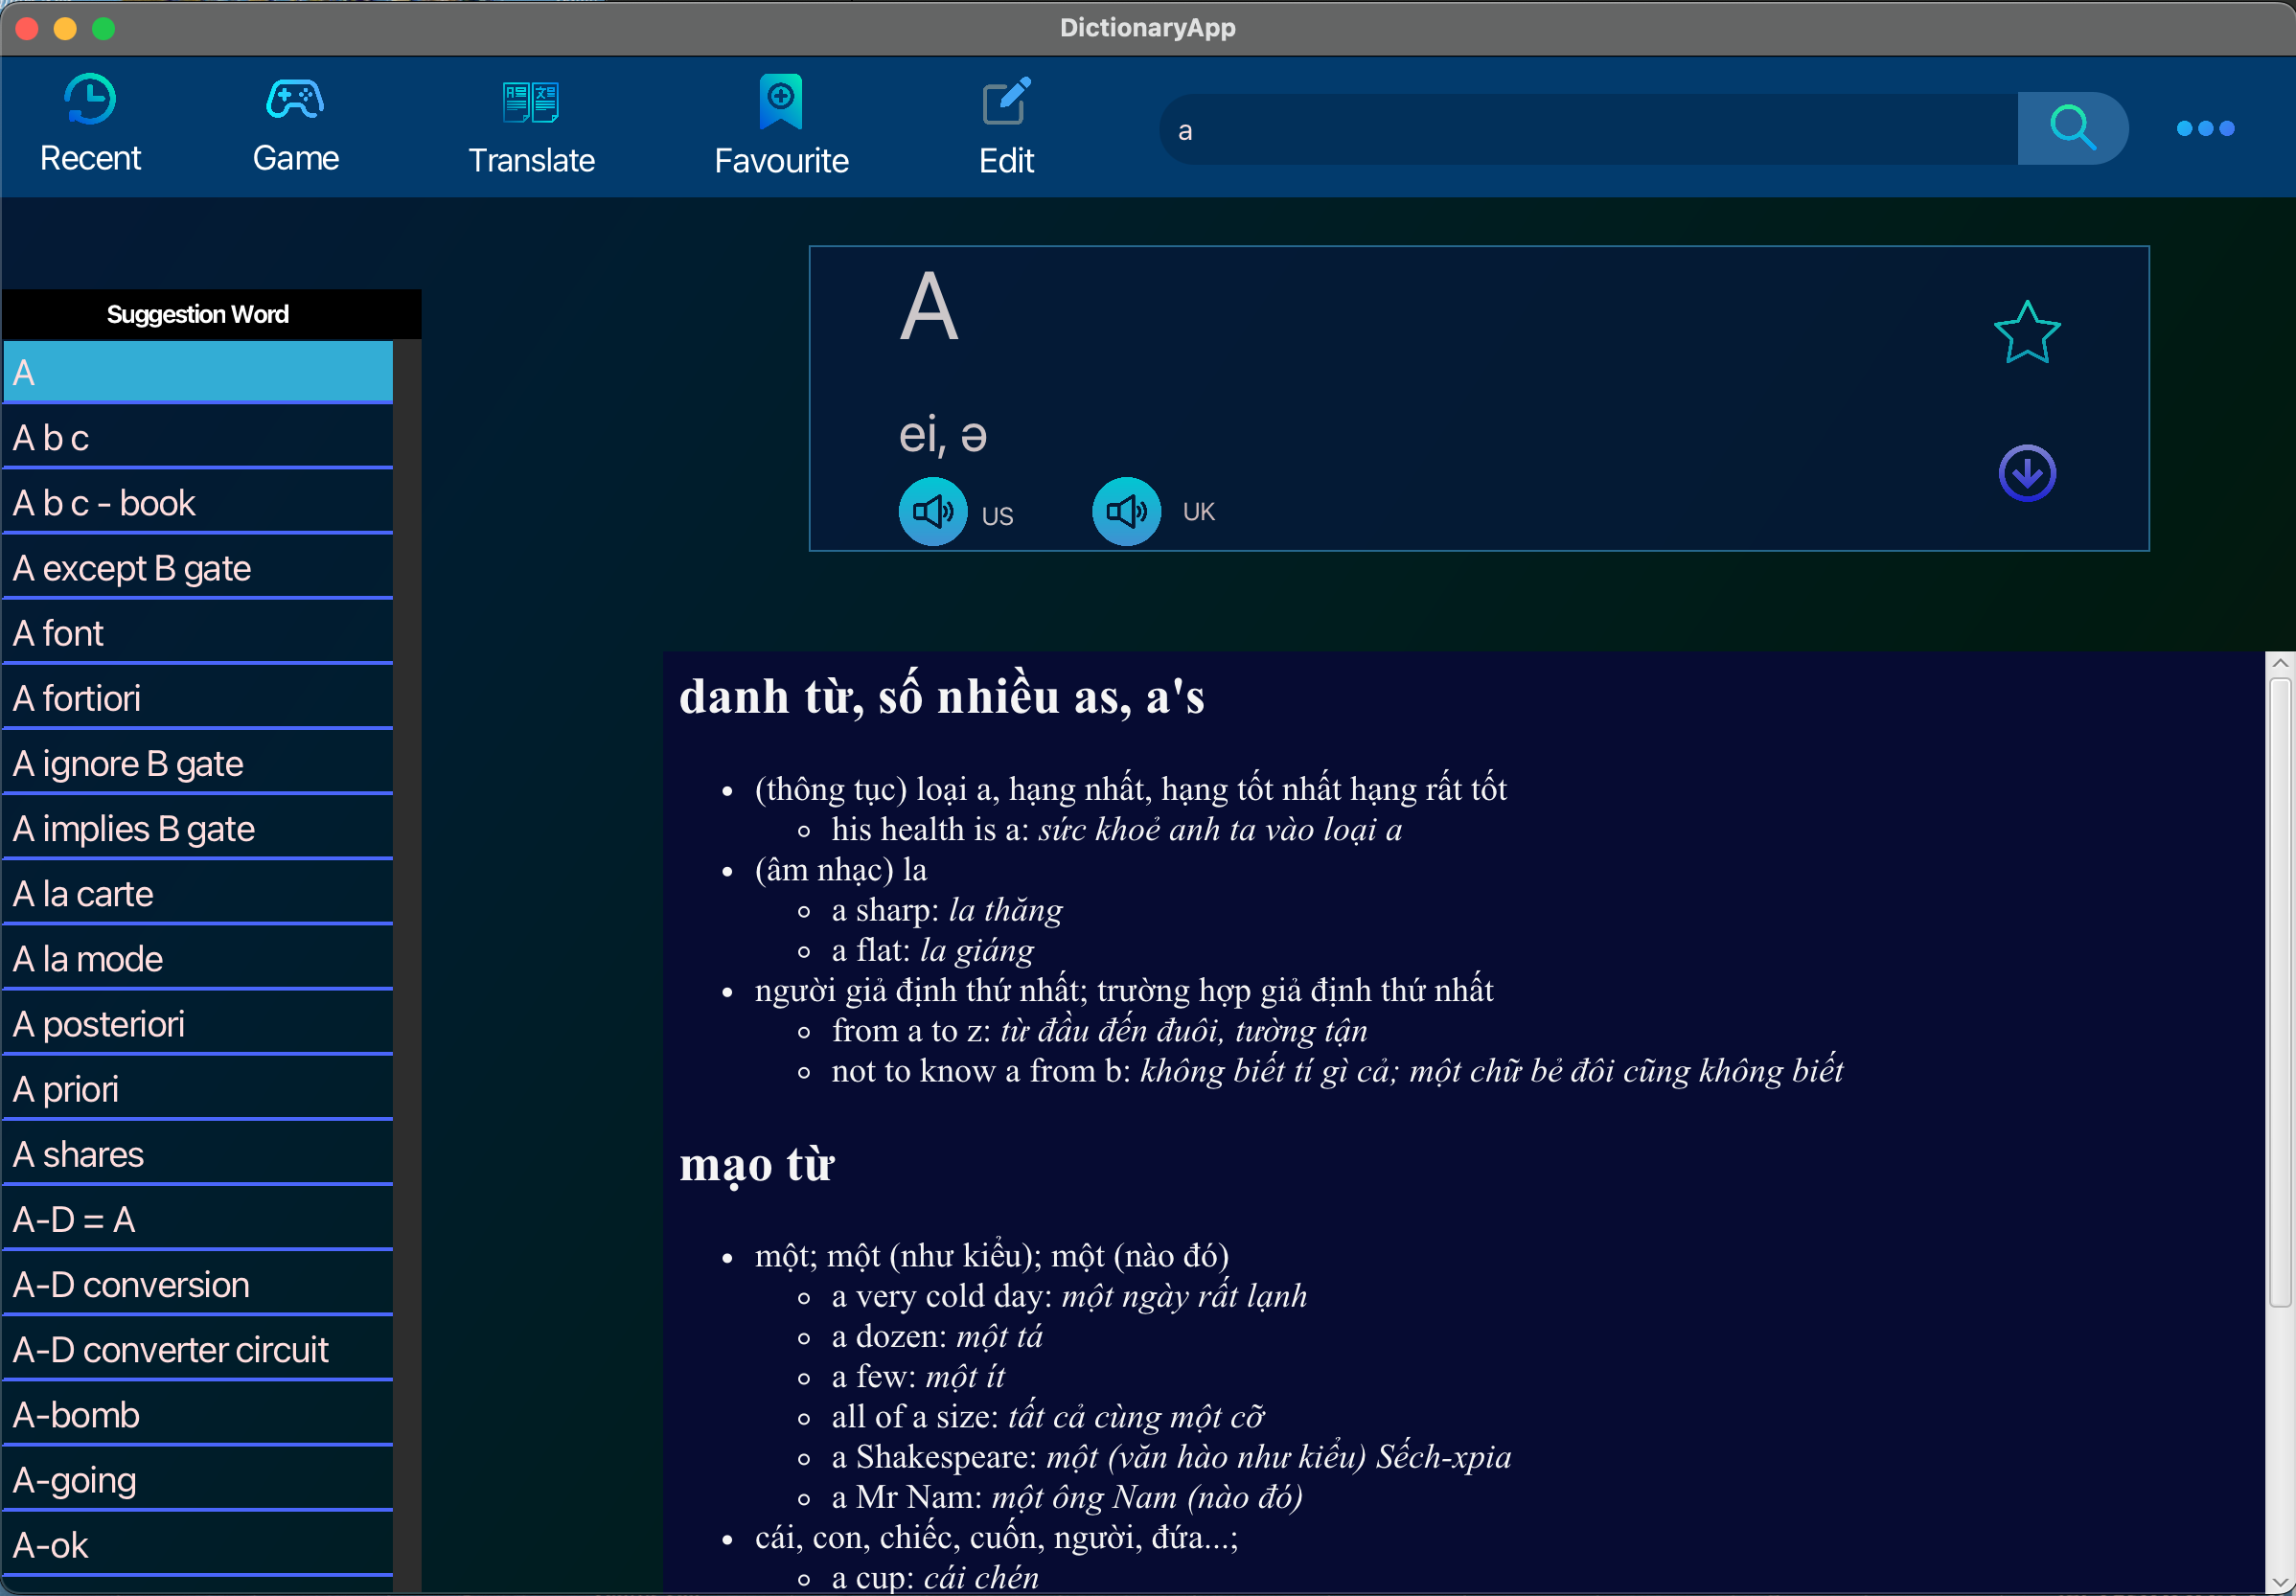 DictionaryApp
Recent
Game
Translate
Favourite
Edit
a
Suggestion Word
A
A b c
A b c - book
A except B gate
A font
A fortiori
A ignore B gate
A implies B gate
A la carte
A la mode
A posteriori
A priori
A shares
A-D = A
A-D conversion
A-D converter circuit
A-bomb
A-going
A-ok
A
ei, ə
US
UK
danh từ, số nhiều as, a's
(thông tục) loại a, hạng nhất, hạng tốt nhất hạng rất tốt
his health is a: sức khoẻ anh ta vào loại a
(âm nhạc) la
a sharp: la thăng
a flat: la giáng
người giả định thứ nhất; trường hợp giả định thứ nhất
from a to z: từ đầu đến đuôi, tường tận
not to know a from b: không biết tí gì cả; một chữ bẻ đôi cũng không biết
mạo từ
một; một (như kiểu); một (nào đó)
a very cold day: một ngày rất lạnh
a dozen: một tá
a few: một ít
all of a size: tất cả cùng một cỡ
a Shakespeare: một (văn hào như kiểu) Sếch-xpia
a Mr Nam: một ông Nam (nào đó)
cái, con, chiếc, cuốn, người, đứa...;
a cup: cái chén